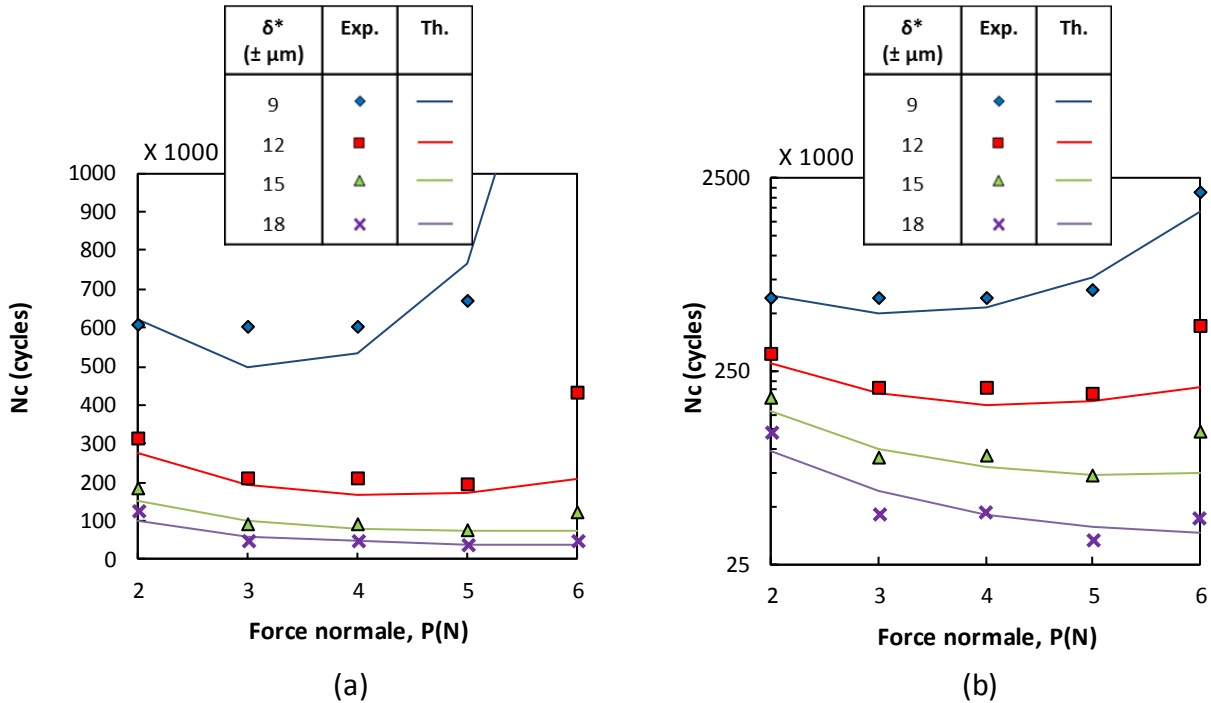 δ* Exp. Th.
(± μm)
9
12
15
18
X 1000
1000
900
800
700
600
500
400
300
200
100
0
2 3 4 5 6
Nc (cycles)
Force normale, P(N)
(a)
δ* Exp. Th.
(± μm)
9
12
15
18
X 1000
2500
250
25
2 3 4 5 6
Nc (cycles)
Force normale, P(N)
(b)